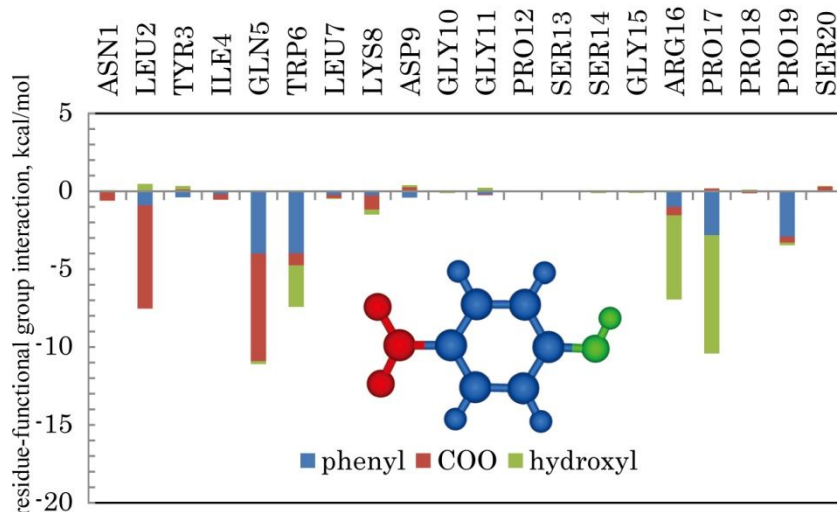 ASN1
LEU2
TYR3
ILE4
GLN5
TRP6
LEU7
LYS8
ASP9
GLY10
GLY11
PRO12
SER13
SER14
GLY15
ARG16
PRO17
PRO18
PRO19
SER20
residue-functional group interaction, kcal/mol
5
0
-5
-10
-15
-20
phenyl COO hydroxyl